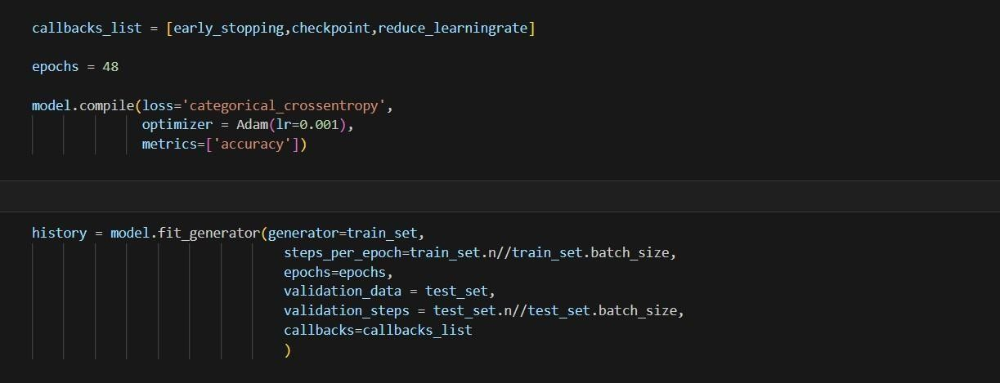 callbacks_list = [early_stopping,checkpoint,reduce_learningrate]
epochs = 48
model.compile(loss='categorical_crossentropy',
optimizer = Adam(lr=0.001),
metrics=['accuracy'])
history = model.fit_generator(generator=train_set,
steps_per_epoch=train_set.n//train_set.batch_size,
epochs=epochs,
validation_data = test_set,
validation_steps = test_set.n//test_set.batch_size,
callbacks=callbacks_list
)